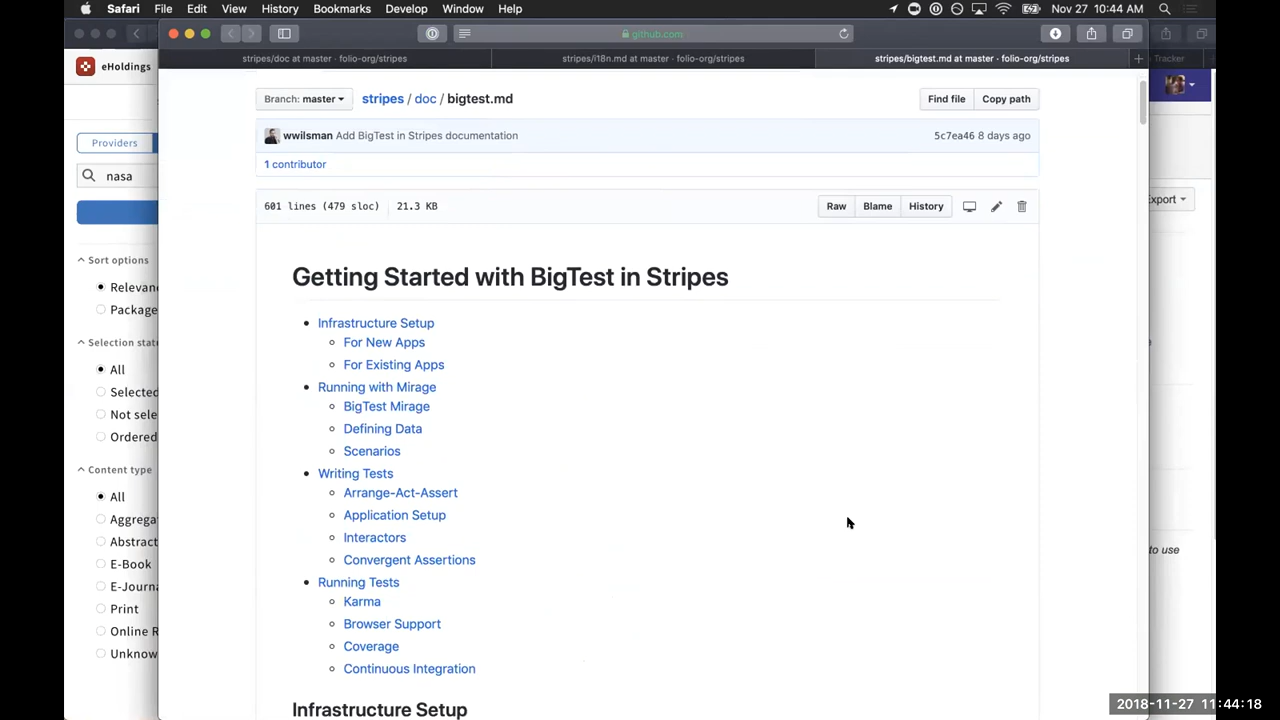 Safari File Edit View History Bookmarks Develop Window Help Nov 27 10:44 AM
github.com
stripes/doc at master · folio-org/stripes
stripes/i18n.md at master · folio-org/stripes
stripes/bigtest.md at master · folio-org/stripes
Tracker
eHoldings
Providers
nasa
Sort options
Relevan
Package
Selection stat
All
Selected
Not sele
Ordered
Content type
All
Aggrega
Abstract
E-Book
E-Journa
Print
Online R
Unknow
Branch: master
stripes / doc / bigtest.md
Find file
Copy path
wwilsman Add BigTest in Stripes documentation
5c7ea46 8 days ago
1 contributor
601 lines (479 sloc) 21.3 KB
Raw
Blame
History
Getting Started with BigTest in Stripes
Infrastructure Setup
For New Apps
For Existing Apps
Running with Mirage
BigTest Mirage
Defining Data
Scenarios
Writing Tests
Arrange-Act-Assert
Application Setup
Interactors
Convergent Assertions
Running Tests
Karma
Browser Support
Coverage
Continuous Integration
Infrastructure Setup
xport
to use
2018-11-27 11:44:18